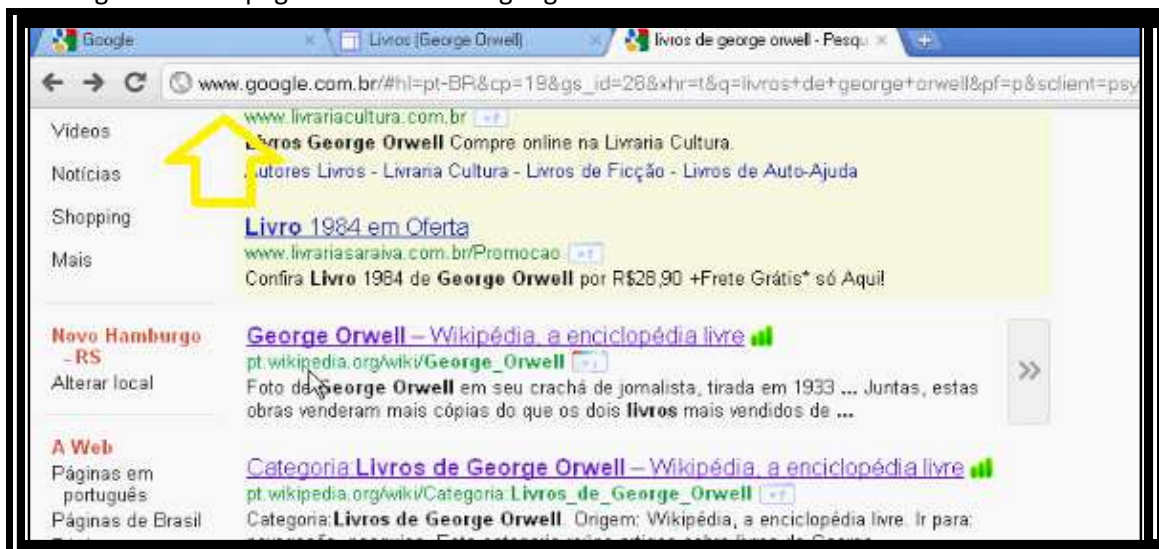 Google
Livros (George Orwell)
livros de george orwell - Pesqu
www.google.com.br/#hl=pt-BR&cp=19&gs_id=28&xhr=t&q=livros+de+george+orwell&pf=p&sclient=psy
Vídeos
Notícias
Shopping
Mais
Novo Hamburgo
- RS
Alterar local
A Web
Páginas em
português
Páginas de Brasil
www.livrariacultura.com.br +1
Livros George Orwell Compre online na Livraria Cultura.
Autores Livros - Livraria Cultura - Livros de Ficção - Livros de Auto-Ajuda
Livro 1984 em Oferta
www.livrariasaraiva.com.br/Promocao +1
Confira Livro 1984 de George Orwell por R$28,90 +Frete Grátis* só Aqui!
George Orwell – Wikipédia, a enciclopédia livre
pt.wikipedia.org/wiki/George_Orwell +1
Foto de George Orwell em seu crachá de jornalista, tirada em 1933 ... Juntas, estas
obras venderam mais cópias do que os dois livros mais vendidos de ...
»
Categoria:Livros de George Orwell – Wikipédia, a enciclopédia livre
pt.wikipedia.org/wiki/Categoria:Livros_de_George_Orwell +1
Categoria:Livros de George Orwell. Origem: Wikipédia, a enciclopédia livre. Ir para: